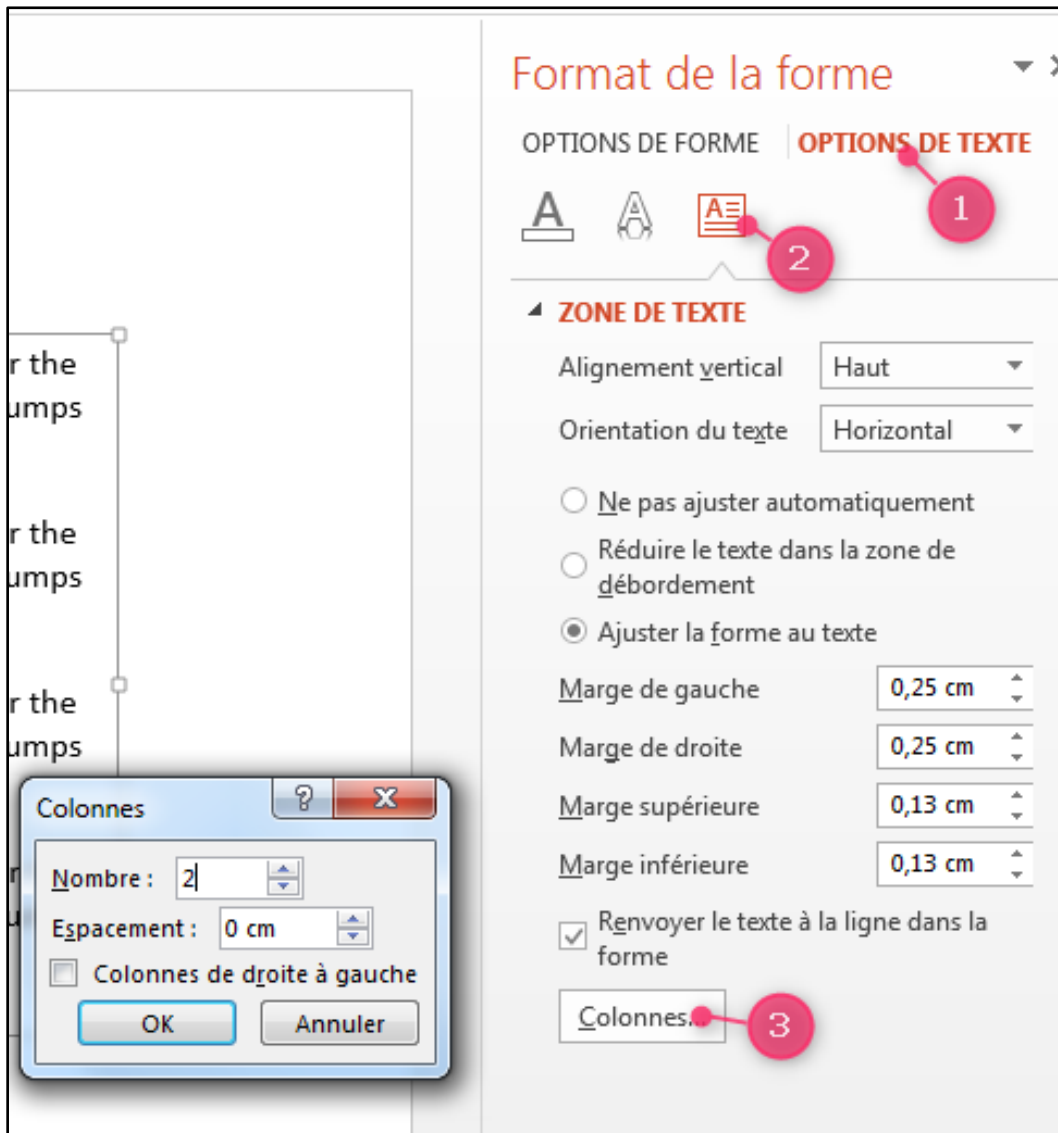 Format de la forme
OPTIONS DE FORME
OPTIONS DE TEXTE
1
A
A
A
2
ZONE DE TEXTE
Alignement vertical
Haut
Orientation du texte
Horizontal
Ne pas ajuster automatiquement
Réduire le texte dans la zone de
débordement
Ajuster la forme au texte
Marge de gauche
0,25 cm
Marge de droite
0,25 cm
Marge supérieure
0,13 cm
Marge inférieure
0,13 cm
Renvoyer le texte à la ligne dans la
forme
Colonnes...
3
r the
umps
r the
umps
r the
umps
Colonnes
?
Nombre :
2
Espacement :
0 cm
Colonnes de droite à gauche
OK
Annuler